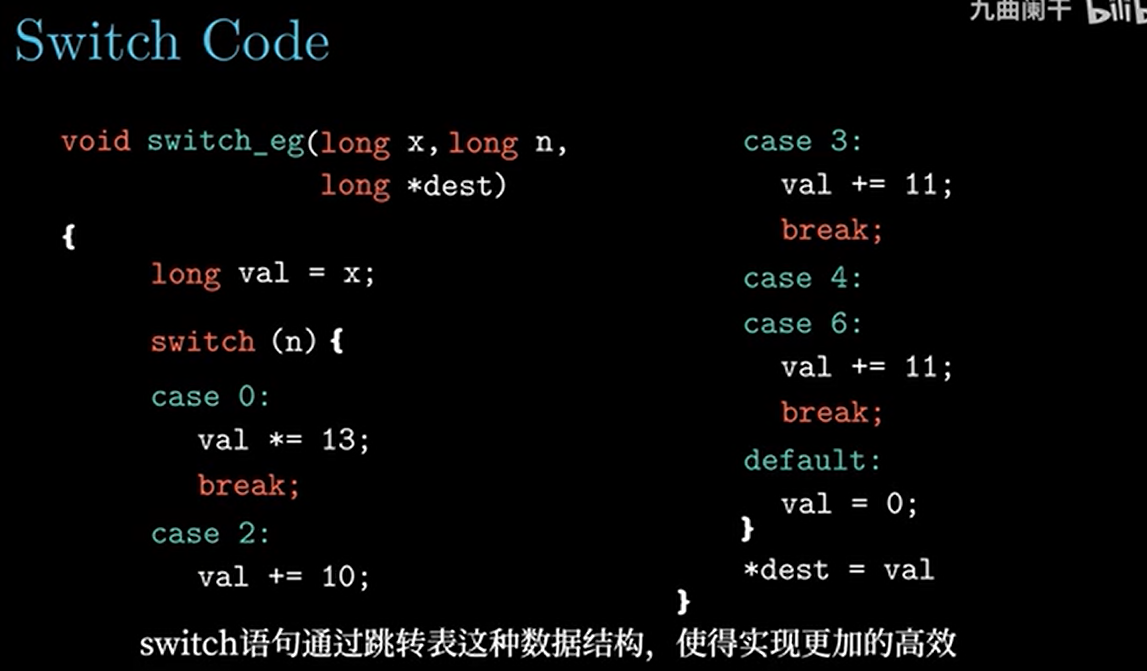 九曲阑干 bilib
Switch Code
void switch_eg(long x, long n,
long *dest)
{
long val = x;
switch (n) {
case 0:
val *= 13;
break;
case 2:
val += 10;
case 3:
val += 11;
break;
case 4:
case 6:
val += 11;
break;
default:
val = 0;
}
*dest = val
}
switch语句通过跳转表这种数据结构，使得实现更加的高效